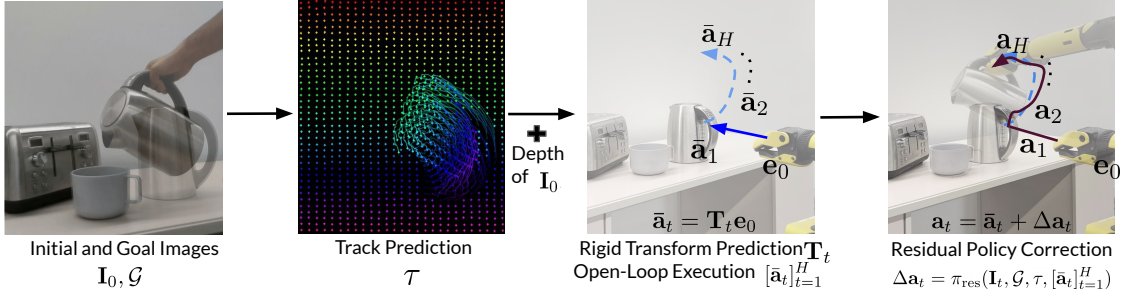 ✚
Depth
of 𝐈₀
ā_H
ā₂
ā₁
e₀
ā_t = T_t e₀
a_H
a₂
a₁
e₀
a_t = ā_t + Δa_t
Initial and Goal Images
I₀, 𝒢
Track Prediction
τ
Rigid Transform Prediction T_t
Open-Loop Execution [ā_t]_{t=1}^H
Residual Policy Correction
Δa_t = π_res(I_t, 𝒢, τ, [ā_t]_{t=1}^H)